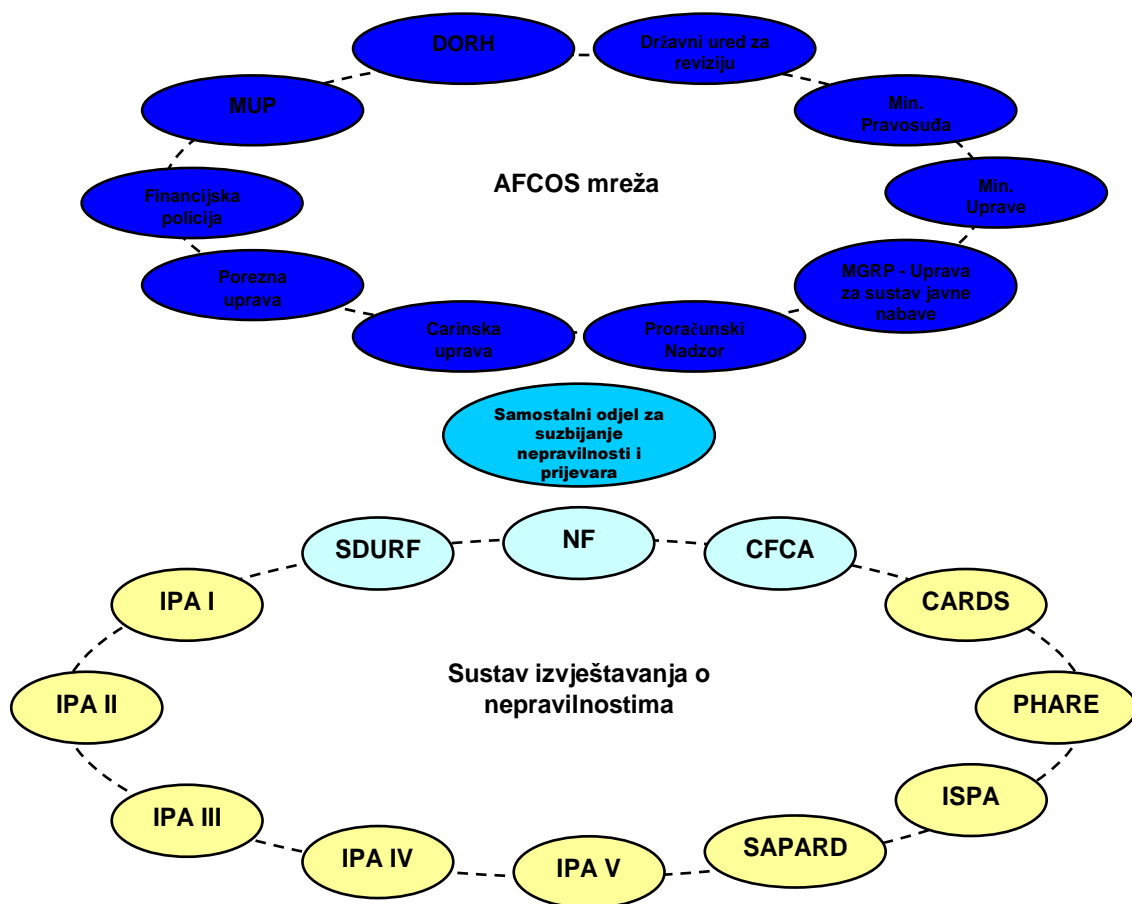 DORH
Državni ured za
reviziju
MUP
Min.
Pravosuđa
AFCOS mreža
Financijska
policija
Min.
Uprave
Porezna
uprava
MGRP - Uprava
za sustav javne
nabave
Carinska
uprava
Proračunski
Nadzor
Samostalni odjel za
suzbijanje
nepravilnosti i
prijevara
SDURF
NF
CFCA
IPA I
CARDS
Sustav izvještavanja o
nepravilnostima
IPA II
PHARE
IPA III
ISPA
IPA IV
IPA V
SAPARD